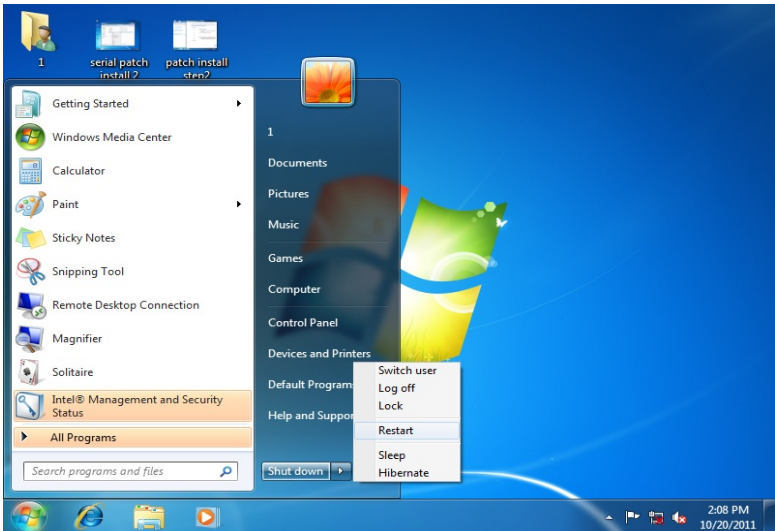 1
serial patch
install 2
patch install
step2
Getting Started
Windows Media Center
Calculator
Paint
Sticky Notes
Snipping Tool
Remote Desktop Connection
Magnifier
Solitaire
Intel® Management and Security
Status
All Programs
Search programs and files
1
Documents
Pictures
Music
Games
Computer
Control Panel
Devices and Printers
Default Program
Help and Suppor
Shut down
Switch user
Log off
Lock
Restart
Sleep
Hibernate
2:08 PM
10/20/2011